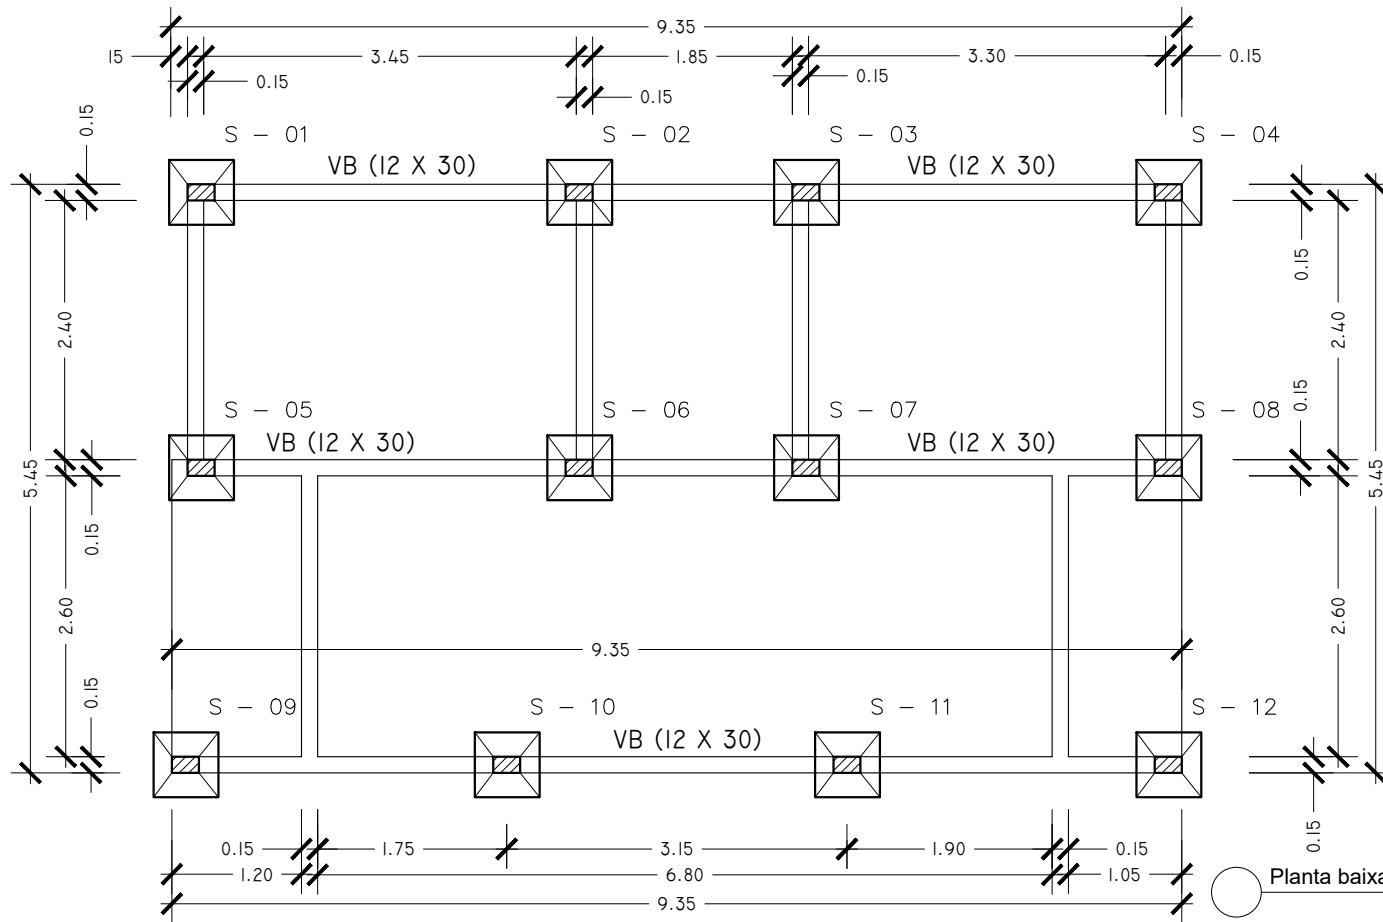 9.35
15
3.45
1.85
3.30
0.15
0.15
0.15
0.15
0.15
S - 01
S - 02
S - 03
S - 04
VB (12 X 30)
VB (12 X 30)
0.15
2.40
2.40
0.15
S - 05
S - 06
S - 07
S - 08
VB (12 X 30)
VB (12 X 30)
5.45
5.45
0.15
0.15
2.60
2.60
9.35
0.15
S - 09
S - 10
S - 11
S - 12
VB (12 X 30)
0.15
1.75
3.15
1.90
0.15
0.15
1.20
6.80
1.05
9.35
Planta baixa